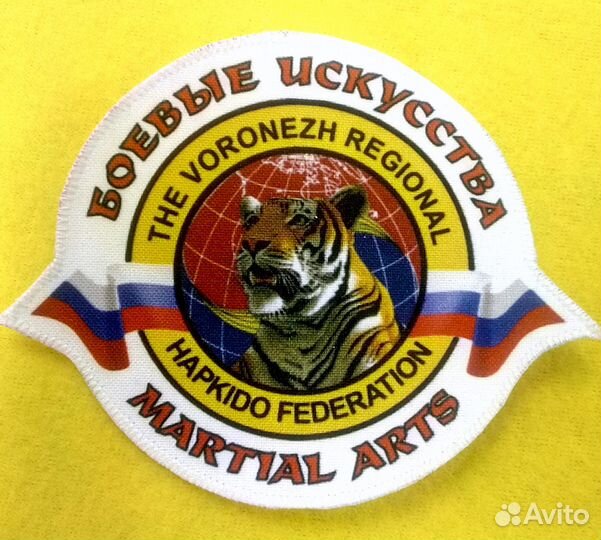 БОЕВЫЕ ИСКУССТВА
THE VORONEZH REGIONAL
HAPKIDO FEDERATION
MARTIAL ARTS
Avito